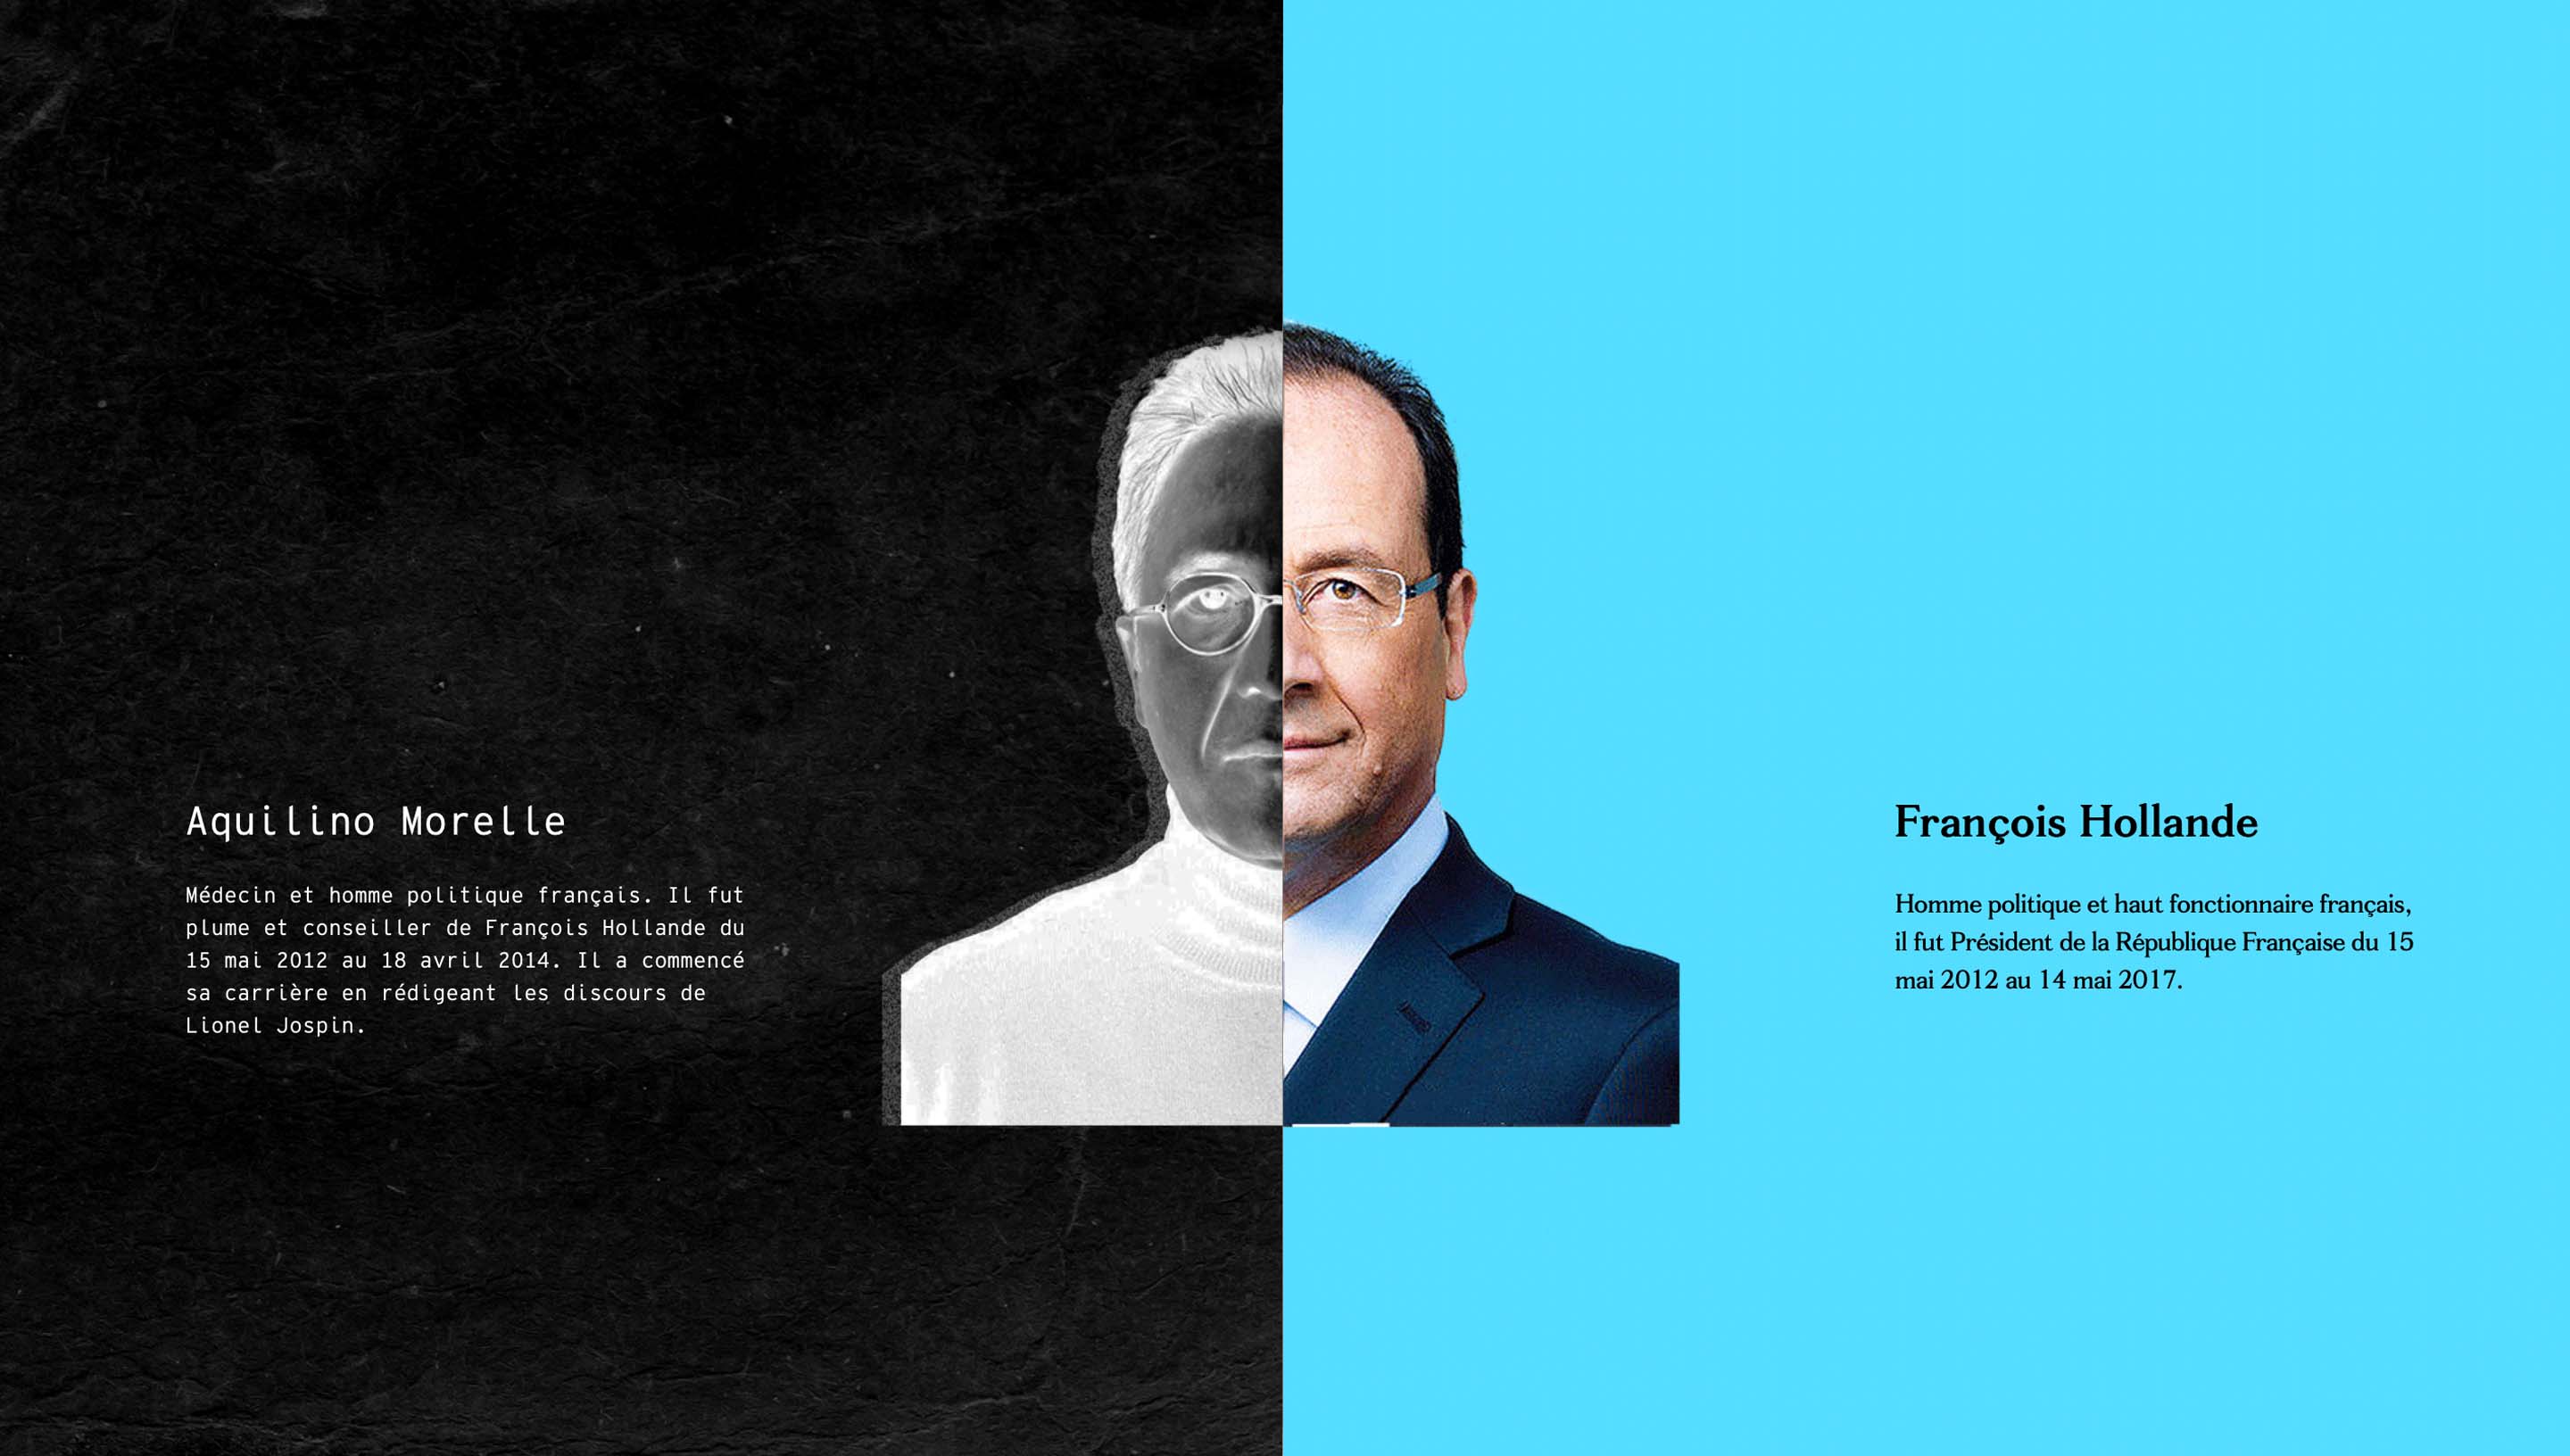 Aquilino Morelle
Médecin et homme politique français. Il fut
plume et conseiller de François Hollande du
15 mai 2012 au 18 avril 2014. Il a commencé
sa carrière en rédigeant les discours de
Lionel Jospin.
François Hollande
Homme politique et haut fonctionnaire français,
il fut Président de la République Française du 15
mai 2012 au 14 mai 2017.